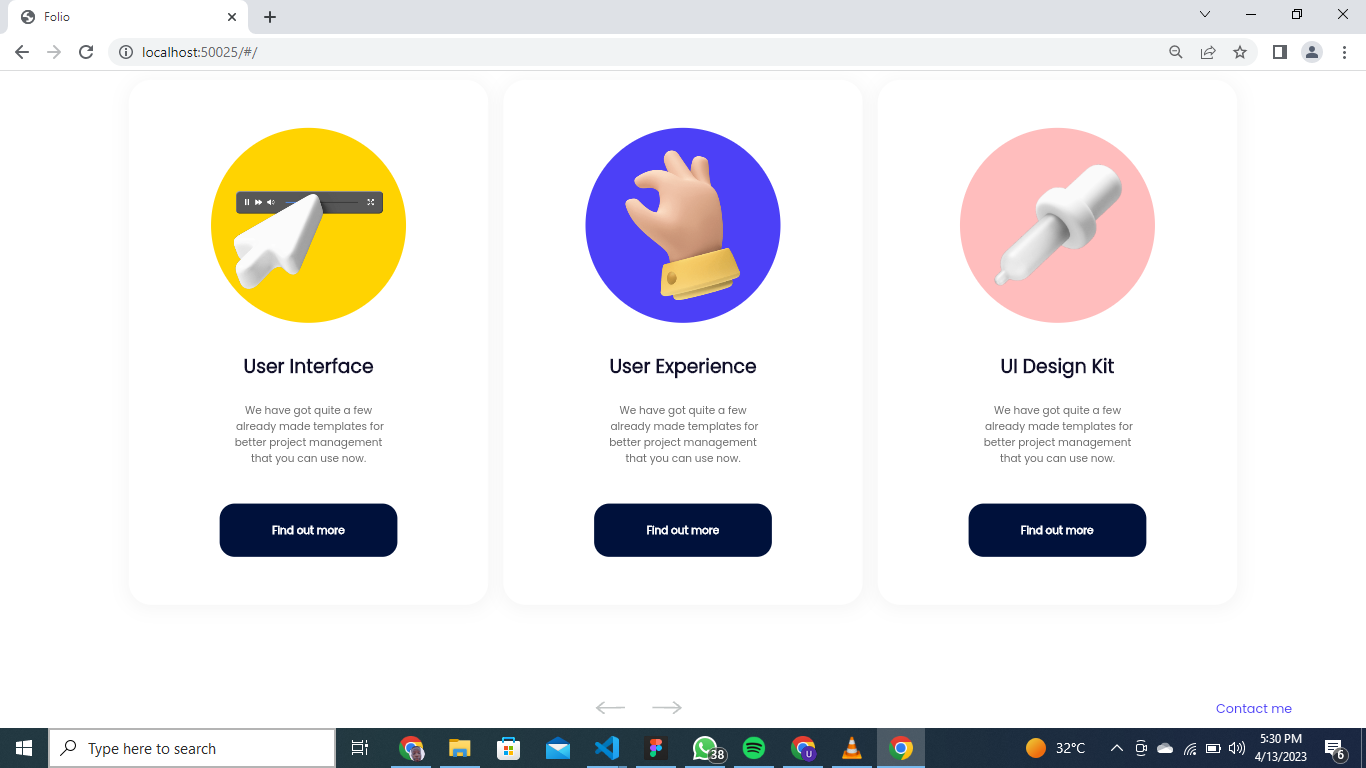 Folio
localhost:50025/#/
User Interface
We have got quite a few
already made templates for
better project management
that you can use now.
Find out more
User Experience
We have got quite a few
already made templates for
better project management
that you can use now.
Find out more
UI Design Kit
We have got quite a few
already made templates for
better project management
that you can use now.
Find out more
Contact me
Type here to search
38
U
32°C
5:30 PM
4/13/2023
6